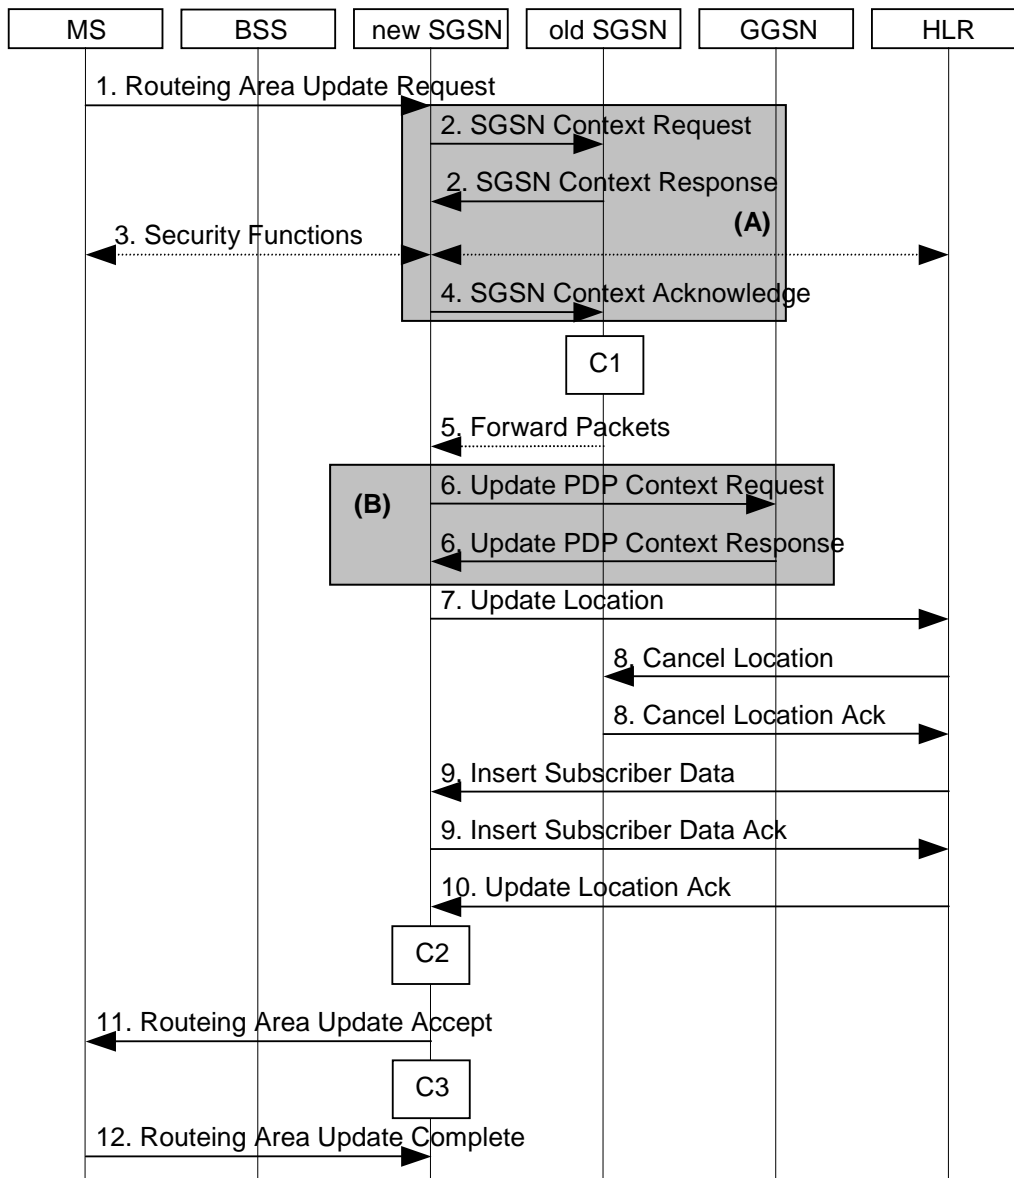 MS BSS new SGSN old SGSN GGSN HLR
1. Routeing Area Update Request
2. SGSN Context Request
2. SGSN Context Response
(A)
3. Security Functions
4. SGSN Context Acknowledge
C1
5. Forward Packets
6. Update PDP Context Request
(B)
6. Update PDP Context Response
7. Update Location
8. Cancel Location
8. Cancel Location Ack
9. Insert Subscriber Data
9. Insert Subscriber Data Ack
10. Update Location Ack
C2
11. Routeing Area Update Accept
C3
12. Routeing Area Update Complete